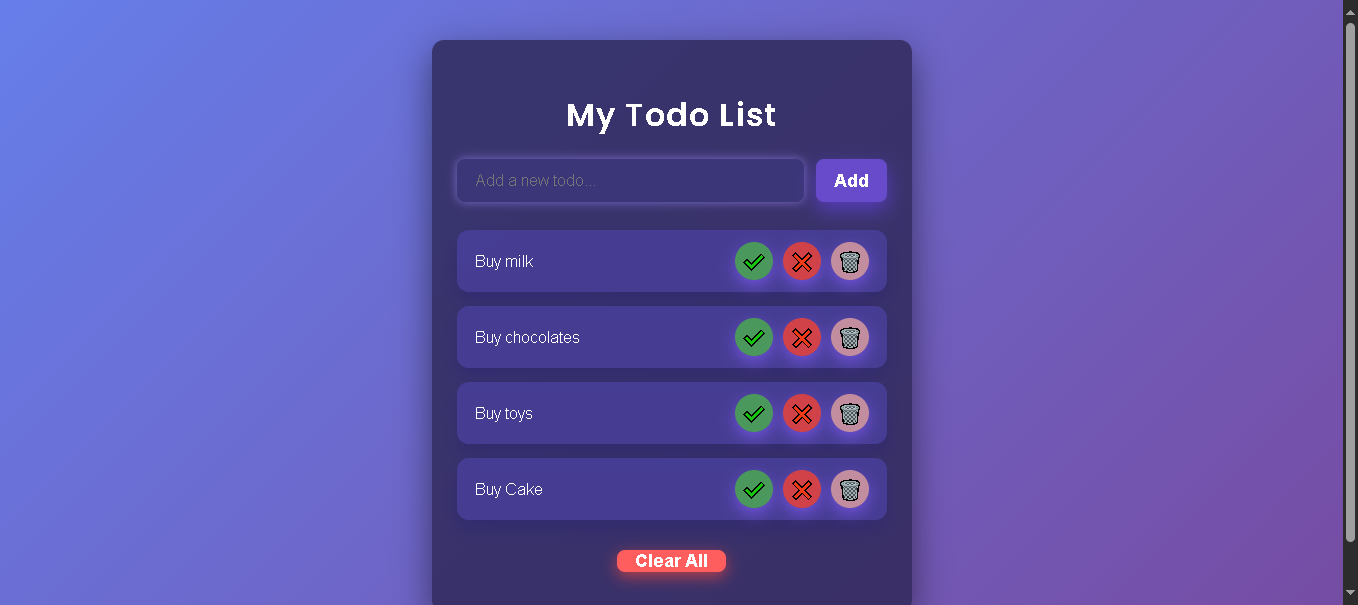 My Todo List
Add a new todo...
Add
Buy milk
Buy chocolates
Buy toys
Buy Cake
Clear All